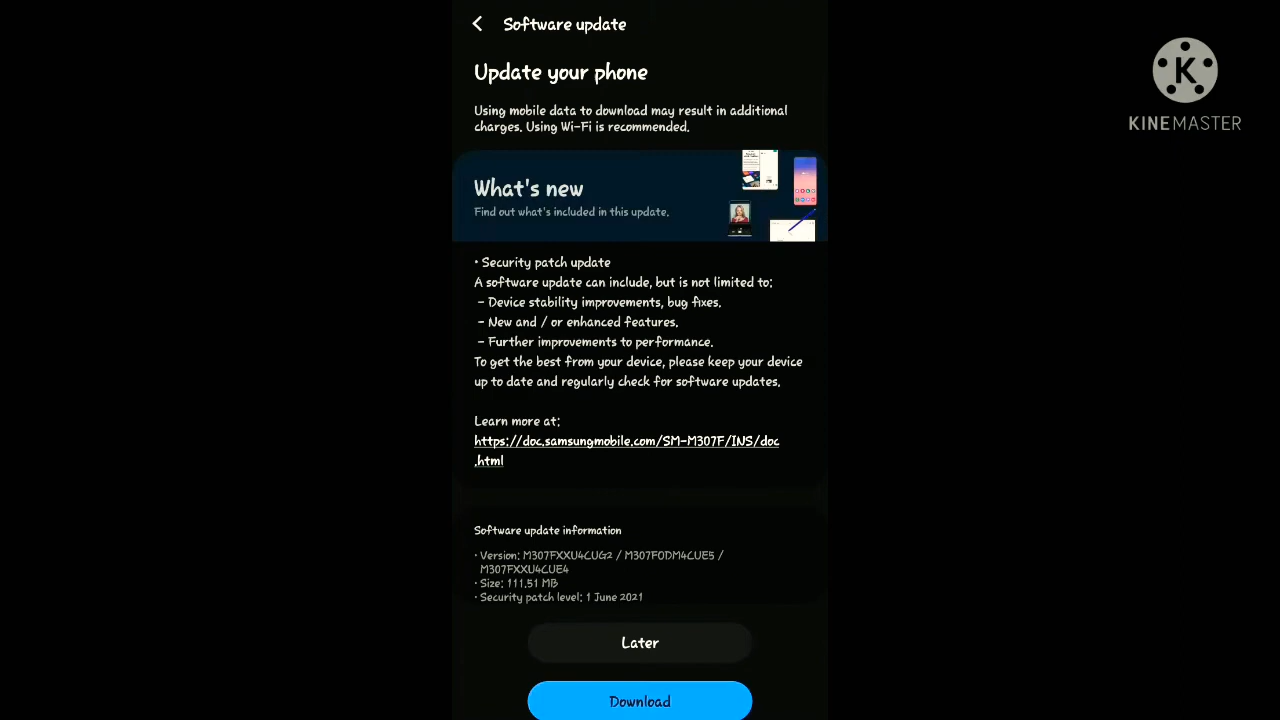 Software update
K
KINEMASTER
Update your phone
Using mobile data to download may result in additional
charges. Using Wi-Fi is recommended.
What's new
Find out what's included in this update.
• Security patch update
A software update can include, but is not limited to:
- Device stability improvements, bug fixes.
- New and / or enhanced features.
- Further improvements to performance.
To get the best from your device, please keep your device
up to date and regularly check for software updates.
Learn more at:
https://doc.samsungmobile.com/SM-M307F/INS/doc
.html
Software update information
• Version: M307FXXU4CUG2 / M307FODM4CUE5 /
M307FXXU4CUE4
• Size: 111.51 MB
• Security patch level: 1 June 2021
Later
Download